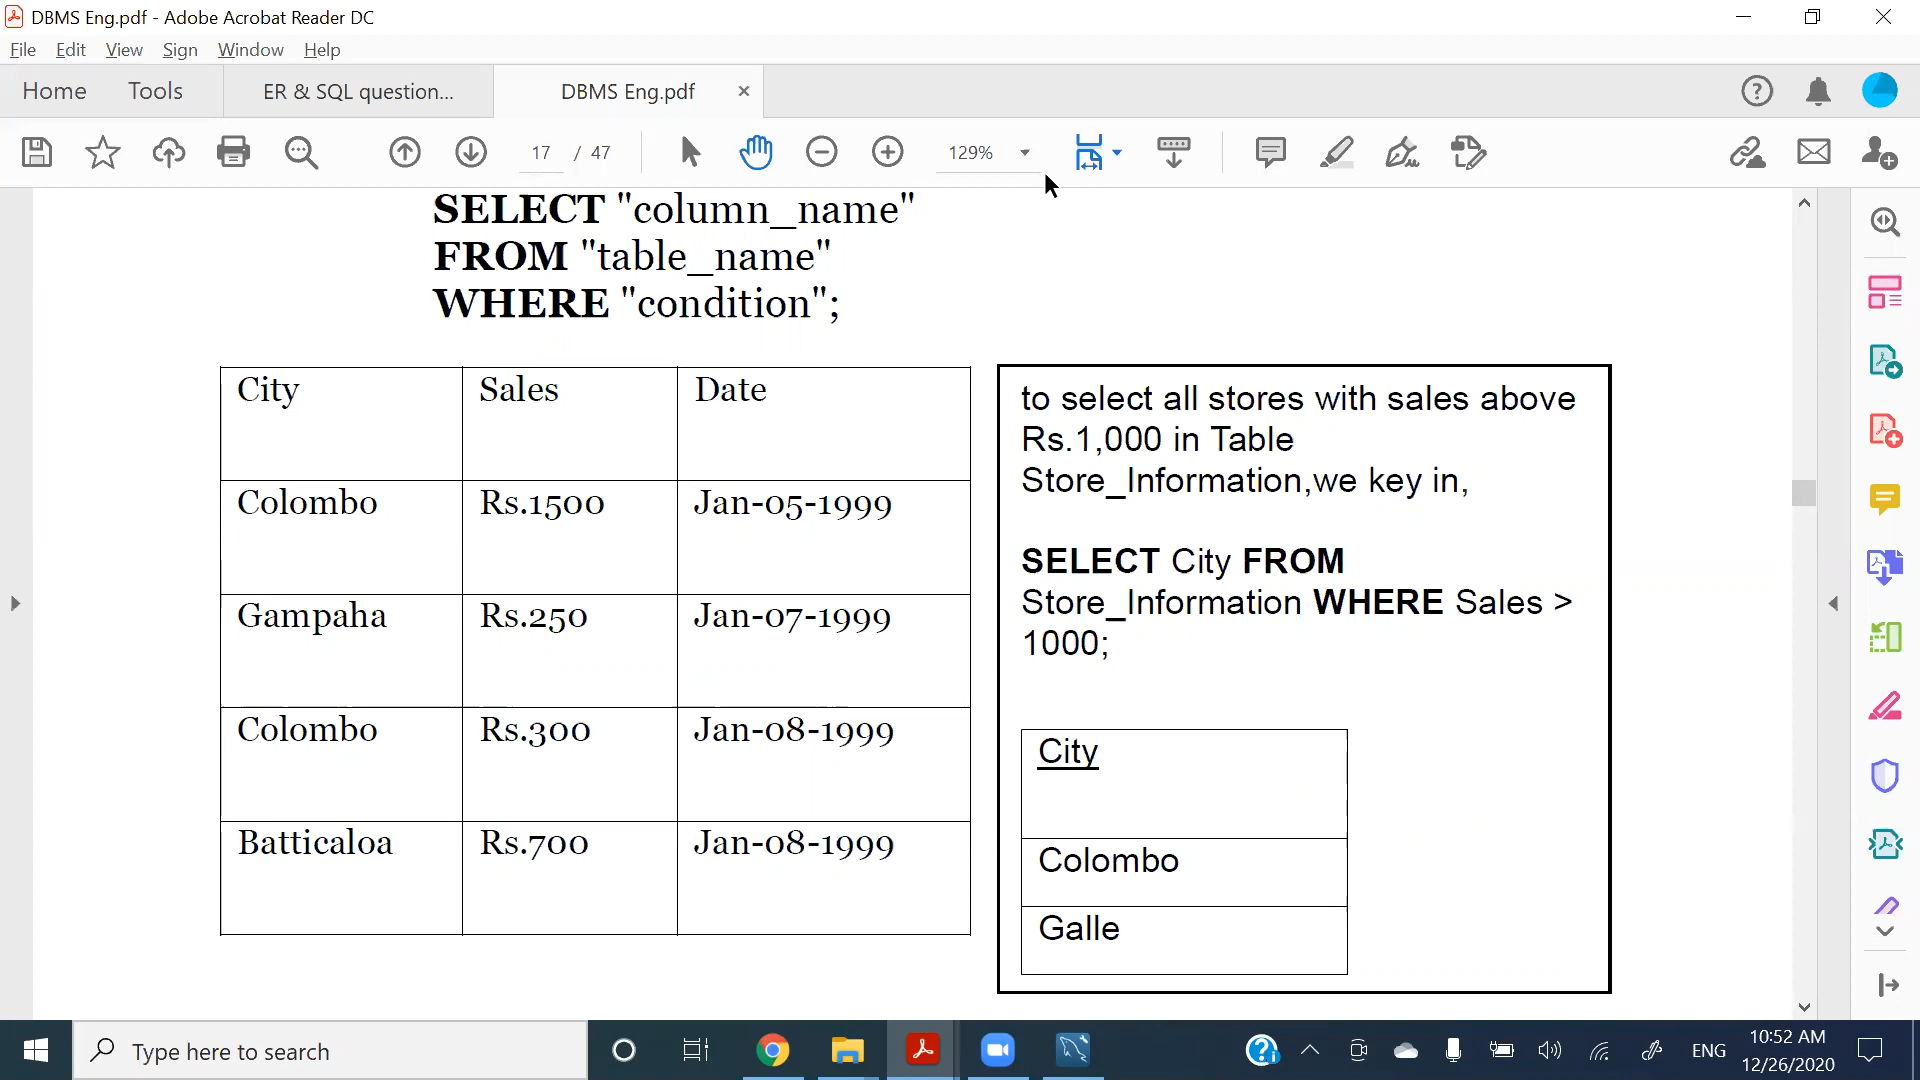 DBMS Eng.pdf - Adobe Acrobat Reader DC
File Edit View Sign Window Help
Home Tools ER & SQL question... DBMS Eng.pdf ×
17 / 47 129%
SELECT "column_name"
FROM "table_name"
WHERE "condition";
City Sales Date
Colombo Rs.1500 Jan-05-1999
Gampaha Rs.250 Jan-07-1999
Colombo Rs.300 Jan-08-1999
Batticaloa Rs.700 Jan-08-1999
to select all stores with sales above
Rs.1,000 in Table
Store_Information,we key in,
SELECT City FROM
Store_Information WHERE Sales >
1000;
City
Colombo
Galle
Type here to search
ENG
10:52 AM
12/26/2020